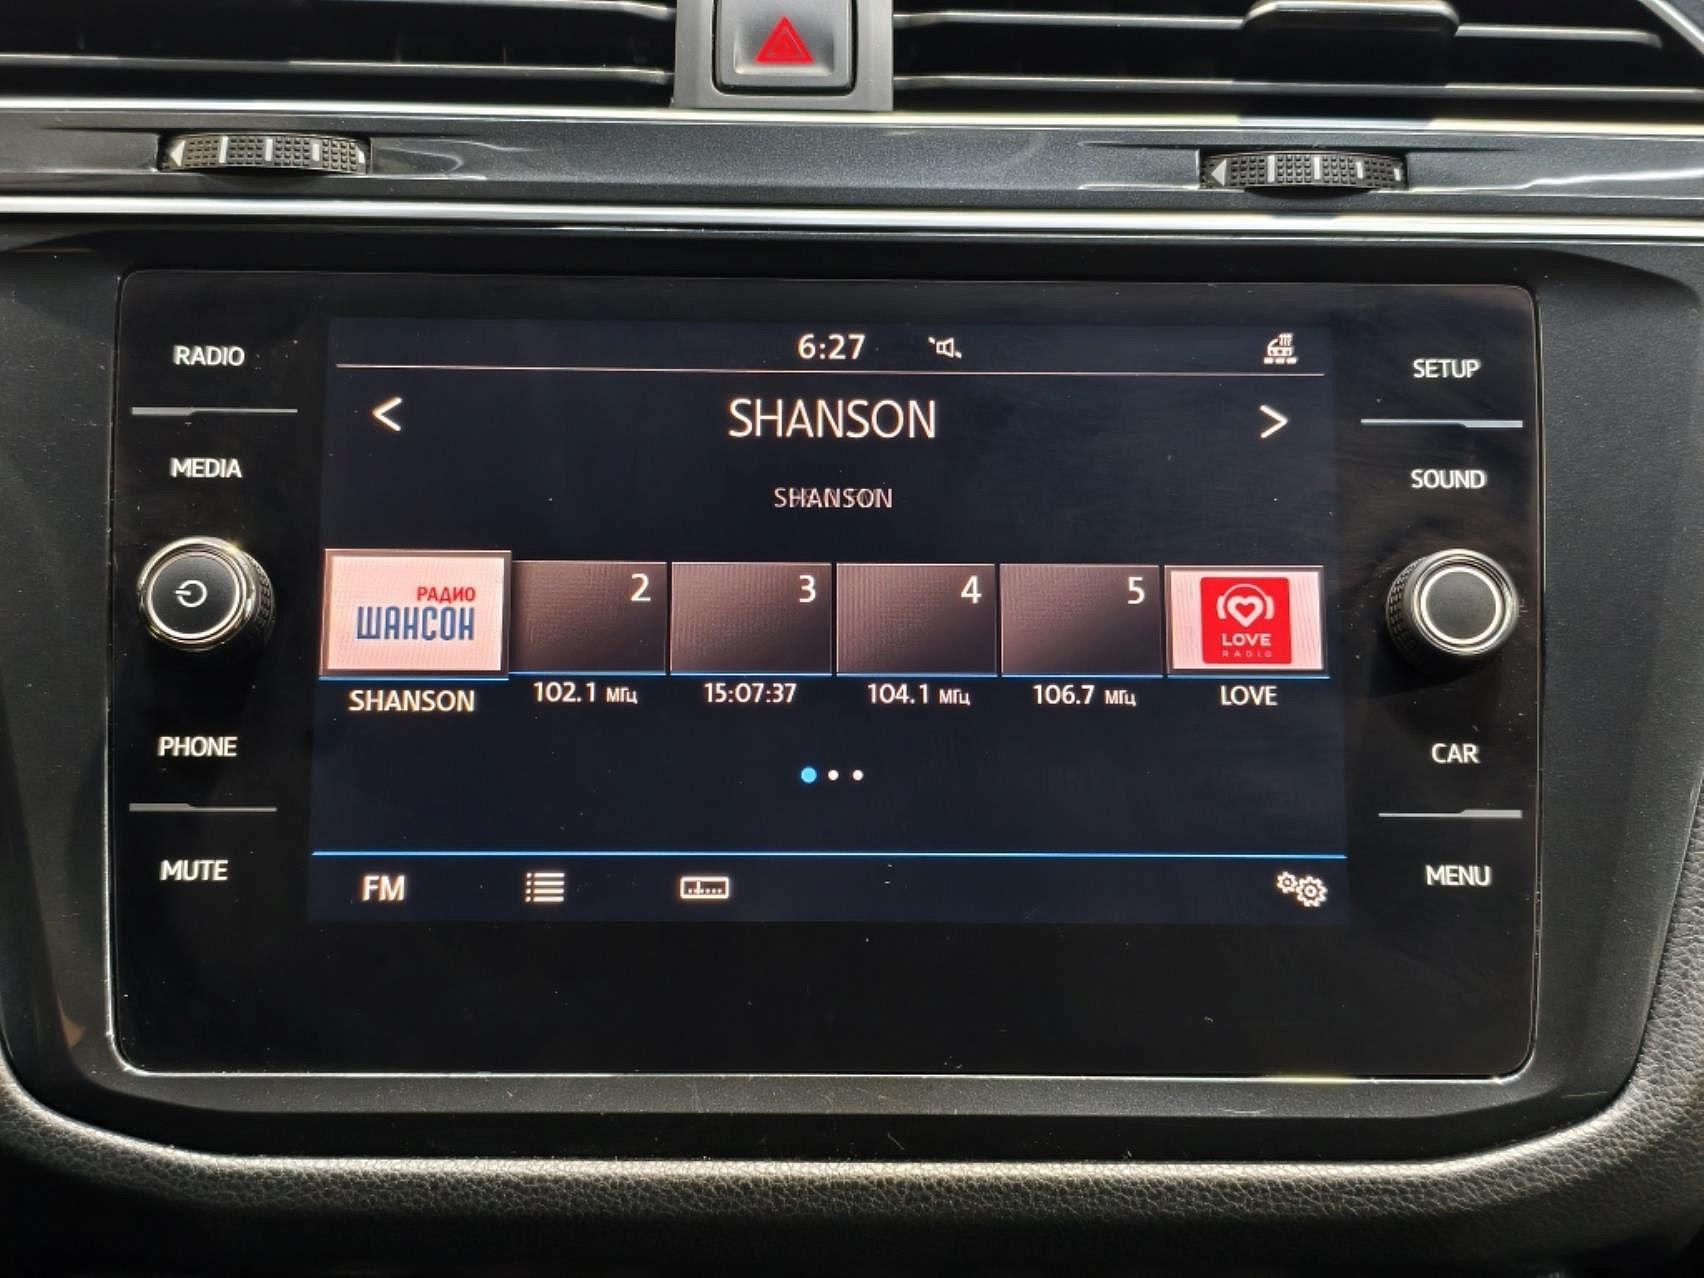 RADIO
MEDIA
PHONE
MUTE
6:27
<
SHANSON
>
SHANSON
РАДИО
ШАНСОН
SHANSON
2
102.1 МГц
3
15:07:37
4
104.1 МГц
5
106.7 МГц
LOVE
RADIO
LOVE
FM
SETUP
SOUND
CAR
MENU